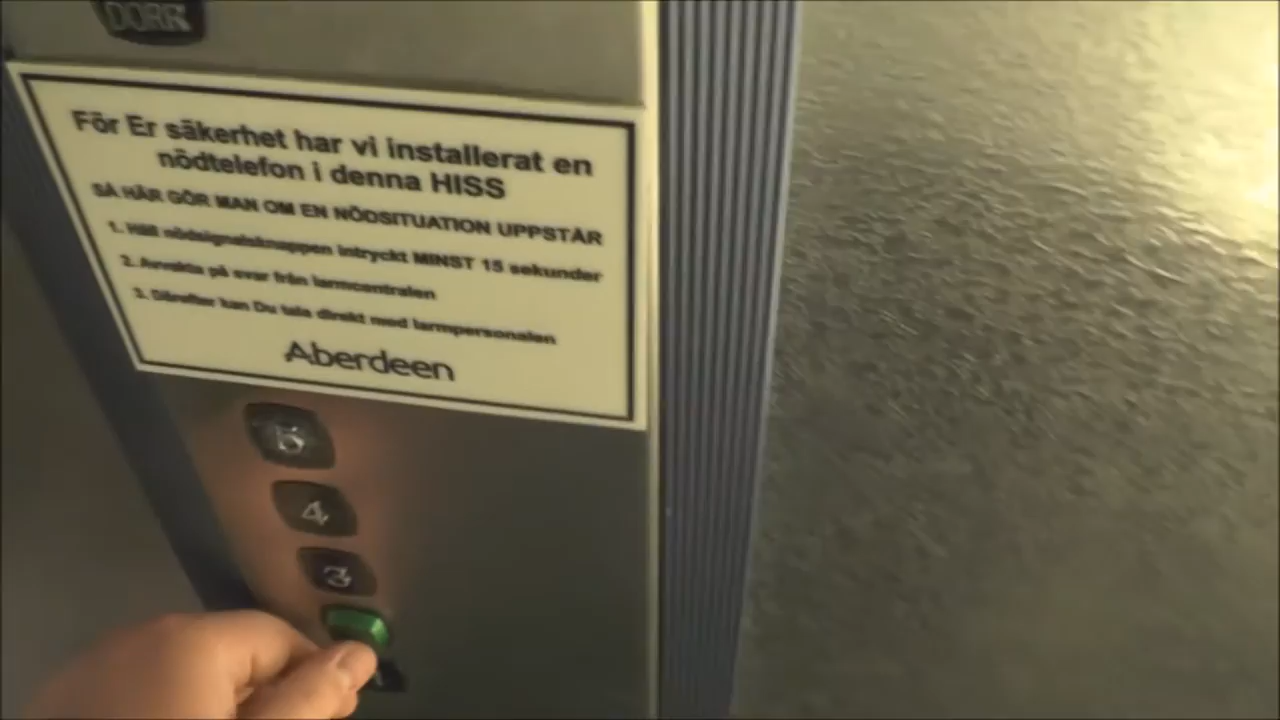 DÖRR
För Er säkerhet har vi installerat en
nödtelefon i denna HISS
SÅ HÄR GÖR MAN OM EN NÖDSITUATION UPPSTÅR
1. Håll nödsignalsknappen intryckt MINST 15 sekunder
2. Avvakta på svar från larmcentralen
3. Därefter kan Du tala direkt med larmpersonalen
Aberdeen
5
4
3